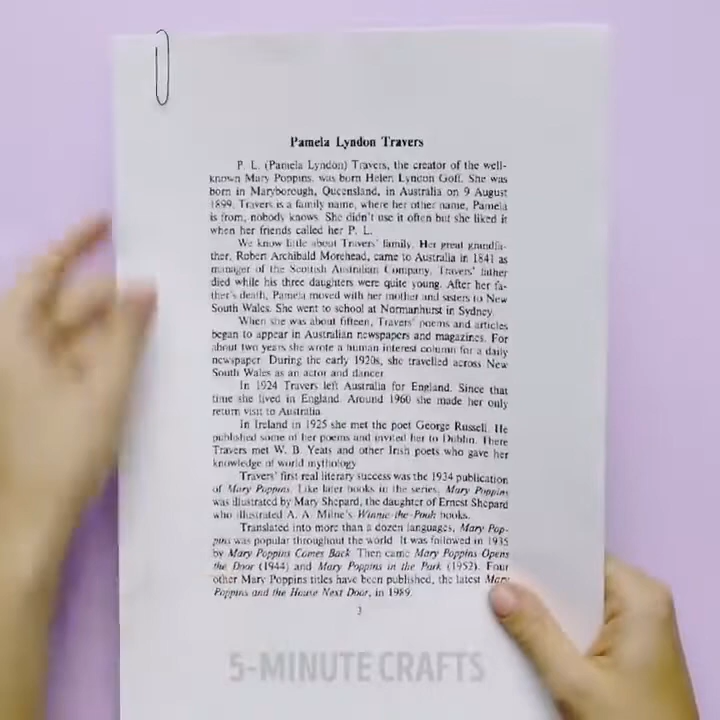 Pamela Lyndon Travers
P. L. (Pamela Lyndon) Travers, the creator of the well-
known Mary Poppins, was born Helen Lyndon Goff. She was
born in Maryborough, Queensland, in Australia on 9 August
1899. Travers is a family name, where her other name, Pamela
is from, nobody knows. She didn't use it often but she liked it
when her friends called her P. L.
We know little about Travers' family. Her great grandfa-
ther, Robert Archibald Morehead, came to Australia in 1841 as
manager of the Scottish Australian Company. Travers' father
died while his three daughters were quite young. After her fa-
ther's death, Pamela moved with her mother and sisters to New
South Wales. She went to school at Normanhurst in Sydney.
When she was about fifteen, Travers' poems and articles
began to appear in Australian newspapers and magazines. For
about two years she wrote a human interest column for a daily
newspaper. During the early 1920s, she travelled across New
South Wales as an actor and dancer.
In 1924 Travers left Australia for England. Since that
time she lived in England. Around 1960 she made her only
return visit to Australia.
In Ireland in 1925 she met the poet George Russell. He
published some of her poems and invited her to Dublin. There
Travers met W. B. Yeats and other Irish poets who gave her
knowledge of world mythology.
Travers' first real literary success was the 1934 publication
of Mary Poppins. Like later books in the series, Mary Poppins
was illustrated by Mary Shepard, the daughter of Ernest Shepard
who illustrated A. A. Milne's Winnie-the-Pooh books.
Translated into more than a dozen languages, Mary Pop-
pins was popular throughout the world. It was followed in 1935
by Mary Poppins Comes Back. Then came Mary Poppins Opens
the Door (1944) and Mary Poppins in the Park (1952). Four
other Mary Poppins titles have been published, the latest Mary
Poppins and the House Next Door, in 1989.
3
5-MINUTE CRAFTS